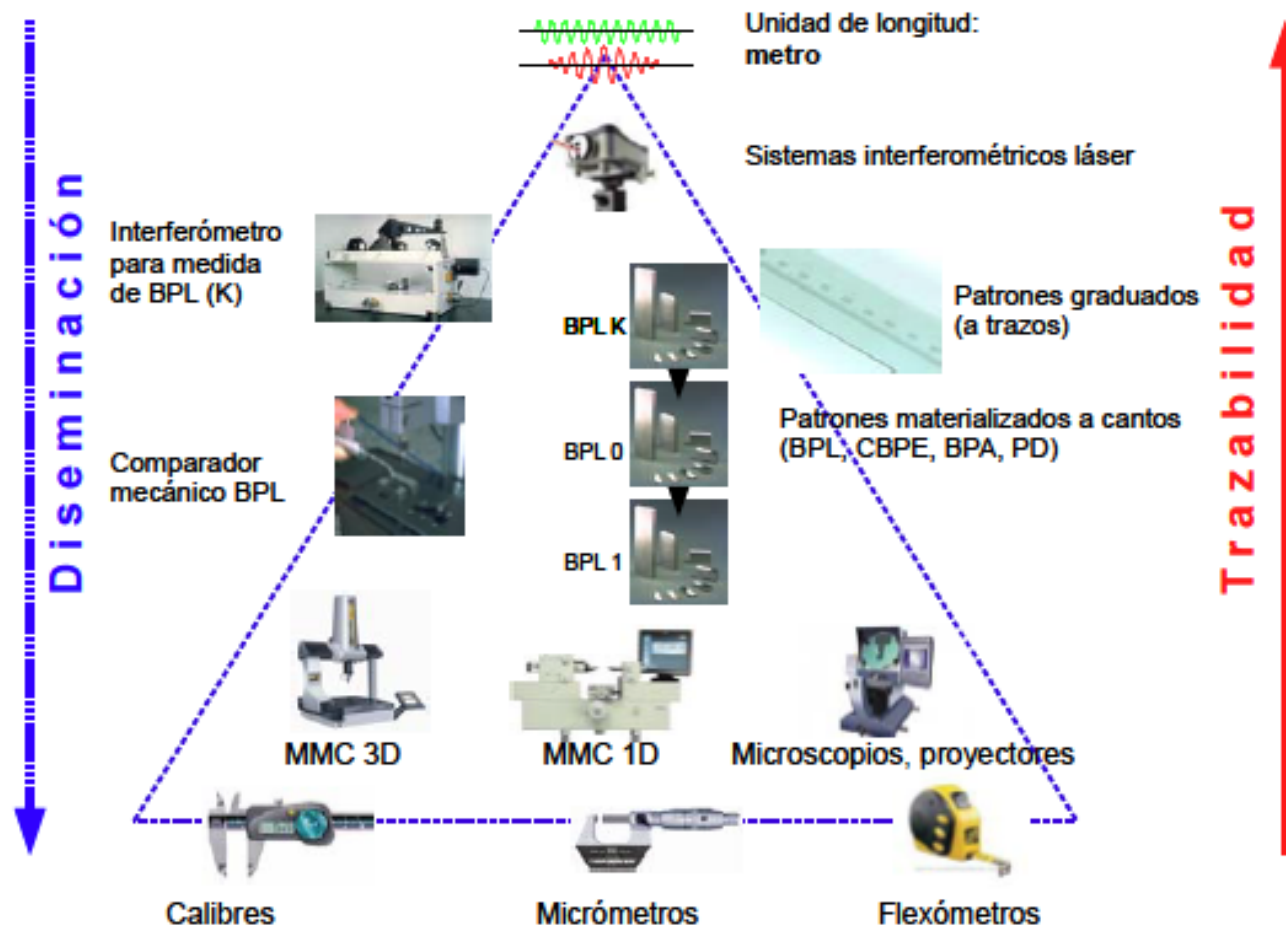 Unidad de longitud:
metro
Sistemas interferométricos láser
Diseminación
Trazabilidad
Interferómetro
para medida
de BPL (K)
BPL K
Patrones graduados
(a trazos)
Patrones materializados a cantos
(BPL, CBPE, BPA, PD)
BPL 0
Comparador
mecánico BPL
BPL 1
MMC 3D
MMC 1D
Microscopios, proyectores
Calibres
Micrómetros
Flexómetros